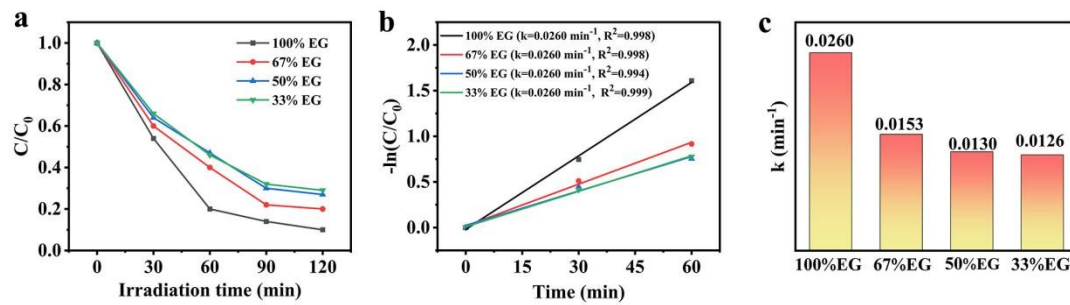 a
C/C0
1.0
0.8
0.6
0.4
0.2
0.0
100% EG
67% EG
50% EG
33% EG
0 30 60 90 120
Irradiation time (min)
b
-ln(C/C0)
2.0
1.5
1.0
0.5
0.0
100% EG (k=0.0260 min⁻¹, R²=0.998)
67% EG (k=0.0260 min⁻¹, R²=0.998)
50% EG (k=0.0260 min⁻¹, R²=0.994)
33% EG (k=0.0260 min⁻¹, R²=0.999)
0 15 30 45 60
Time (min)
c
k (min⁻¹)
0.0260
0.0153
0.0130
0.0126
100%EG 67%EG 50%EG 33%EG